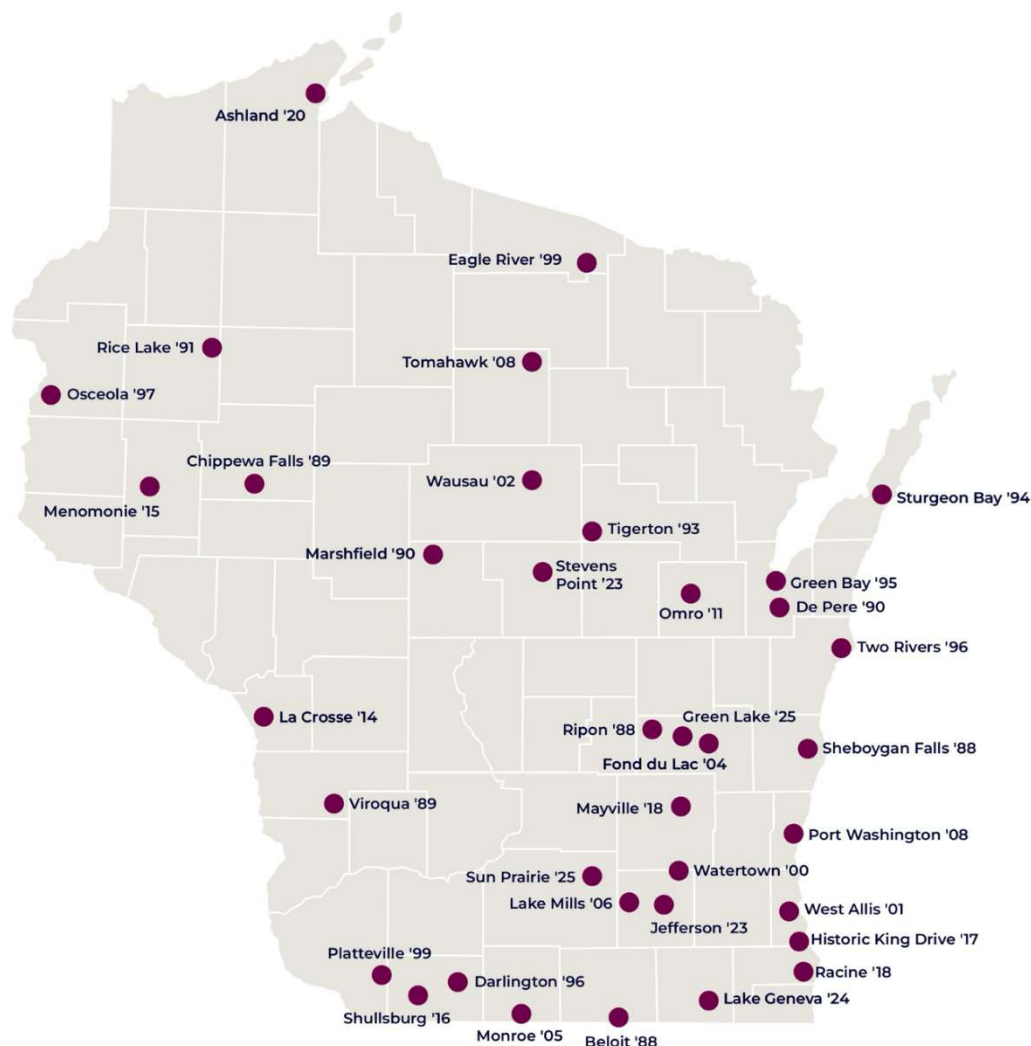 Ashland '20
Eagle River '99
Rice Lake '91
Tomahawk '08
Osceola '97
Chippewa Falls '89
Wausau '02
Sturgeon Bay '94
Menomonie '15
Tigerton '93
Marshfield '90
Stevens
Point ’23
Green Bay '95
Omro '11
De Pere '90
Two Rivers '96
La Crosse '14
Green Lake ‘25
Ripon '88
Sheboygan Falls '88
Fond du Lac '04
Viroqua '89
Mayville '18
Port Washington '08
Watertown '00
Sun Prairie '25
Lake Mills '06
West Allis '01
Jefferson '23
Historic King Drive '17
Platteville '99
Racine '18
Darlington '96
Lake Geneva '24
Shullsburg '16
Monroe '05
Beloit '88